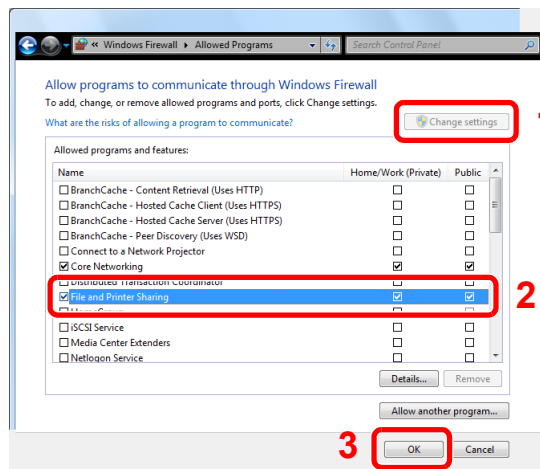 « Windows Firewall ▸ Allowed Programs
Search Control Panel
Allow programs to communicate through Windows Firewall
To add, change, or remove allowed programs and ports, click Change settings.
What are the risks of allowing a program to communicate?
Change settings
Allowed programs and features:
Name Home/Work (Private) Public
BranchCache - Content Retrieval (Uses HTTP)
BranchCache - Hosted Cache Client (Uses HTTPS)
BranchCache - Hosted Cache Server (Uses HTTPS)
BranchCache - Peer Discovery (Uses WSD)
Connect to a Network Projector
Core Networking
Distributed Transaction Coordinator
File and Printer Sharing
2
HomeGroup
iSCSI Service
Media Center Extenders
Netlogon Service
Details... Remove
Allow another program...
3
OK Cancel